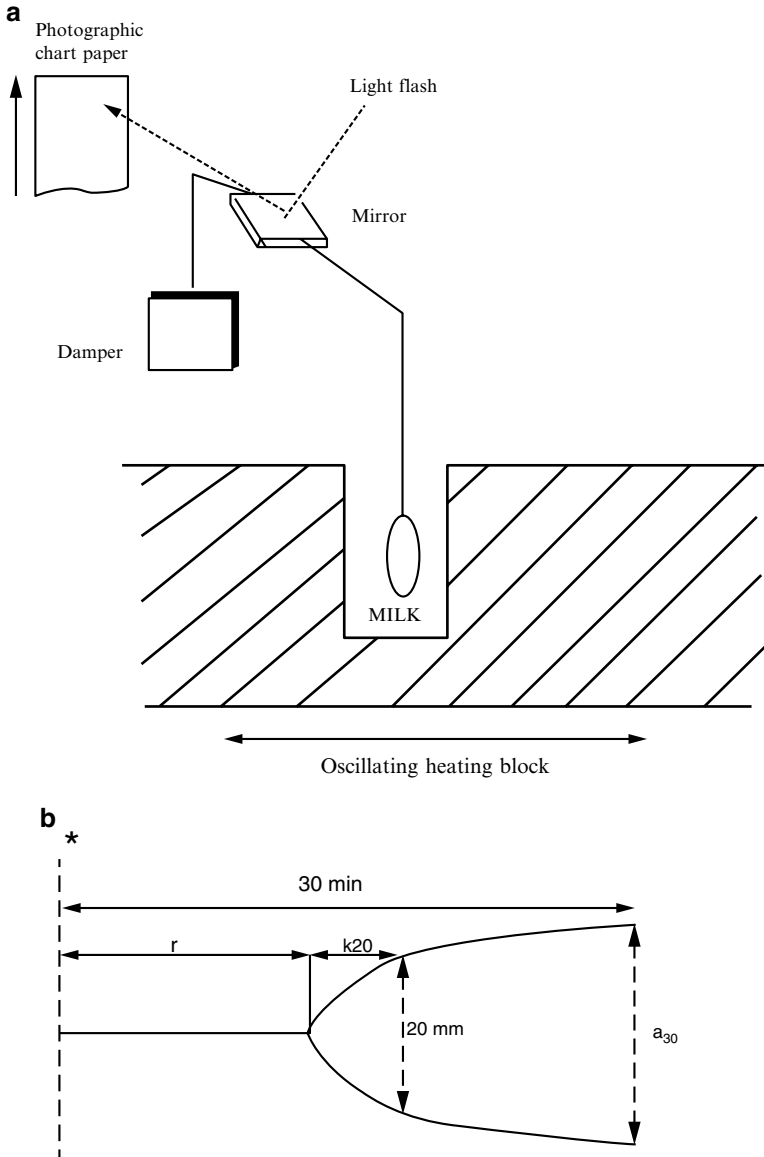 a
Photographic
chart paper
Light flash
Mirror
Damper
MILK
Oscillating heating block
b
*
30 min
r
k20
20 mm
a₃₀